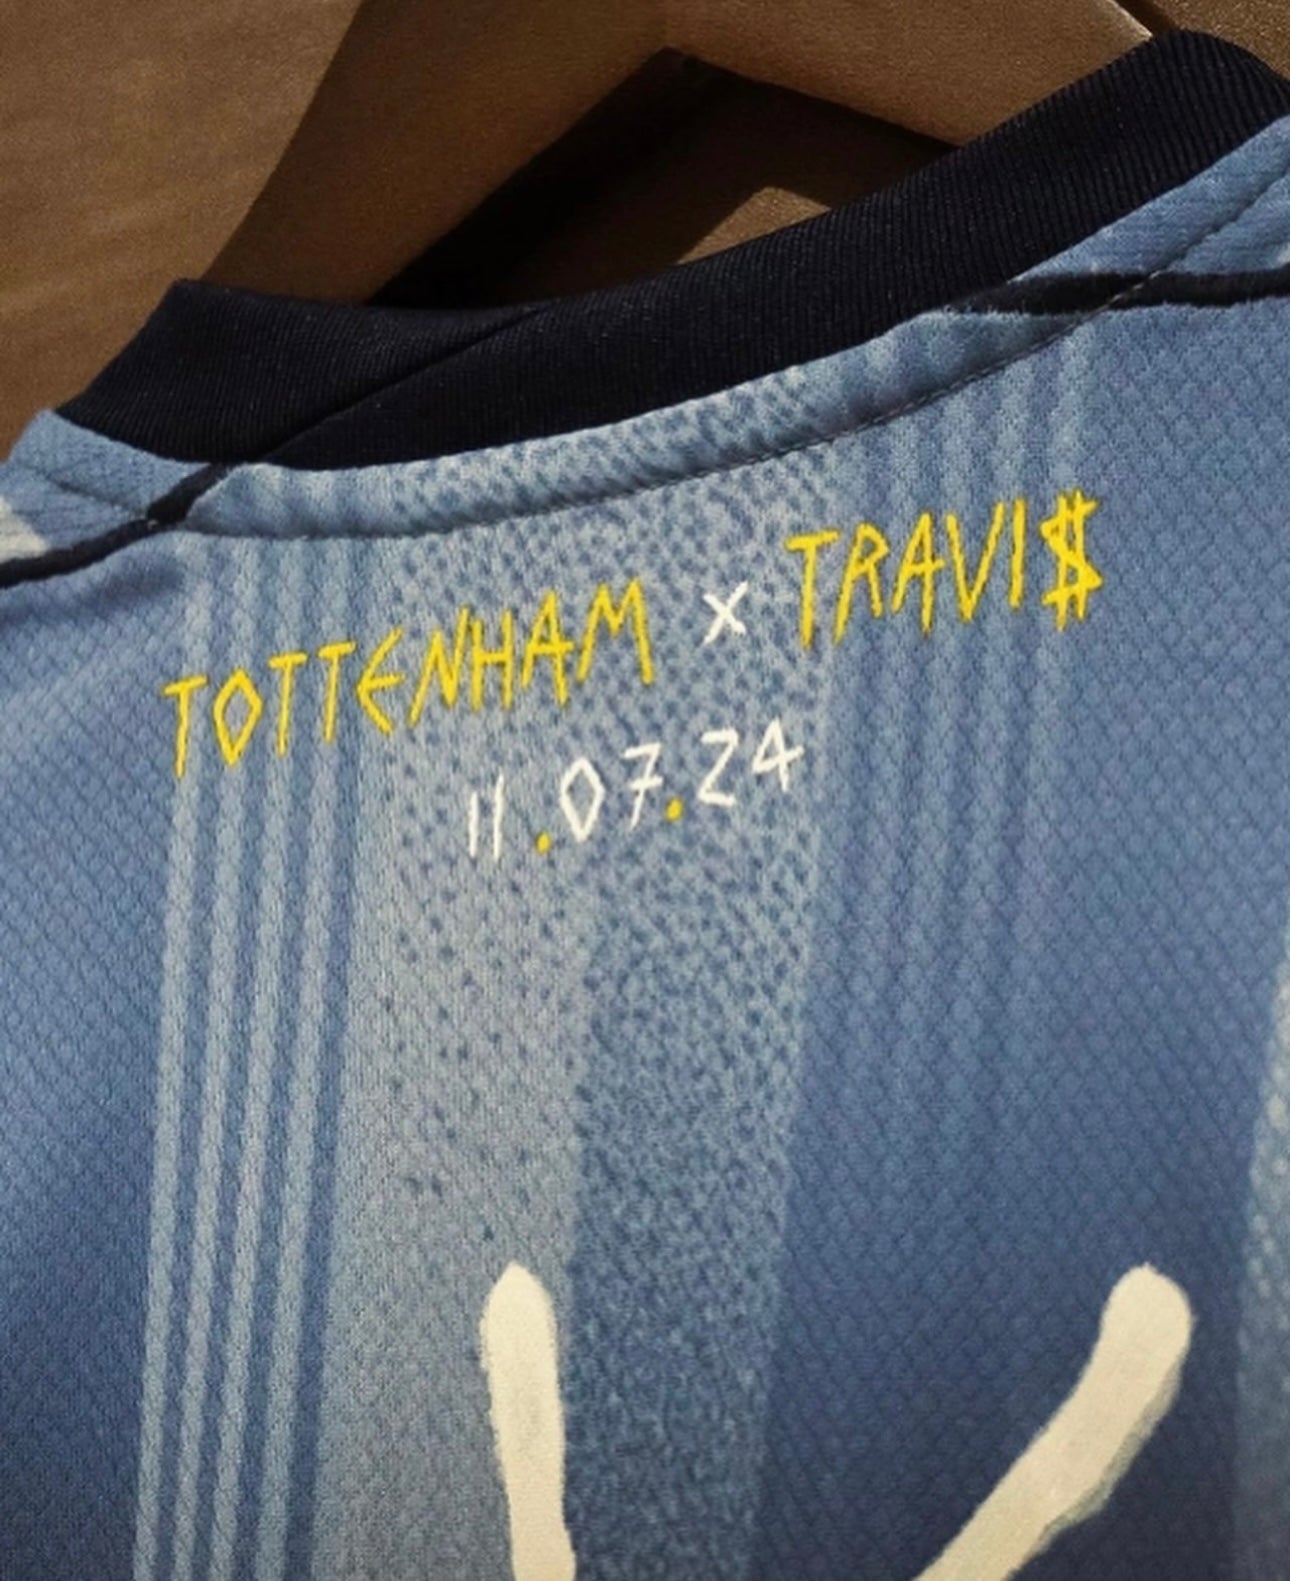 TOTTENHAM x TRAVI$
11.07.24